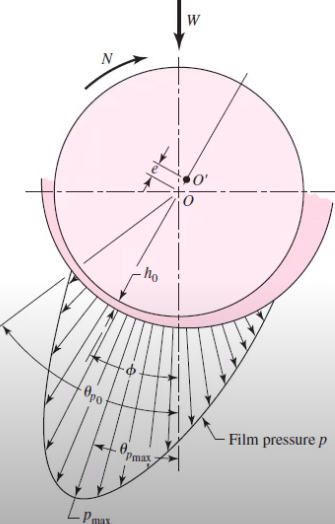 W
N
e
O'
O
h₀
ϕ
θₚ₀
θₚₘₐₓ
Film pressure p
pₘₐₓ